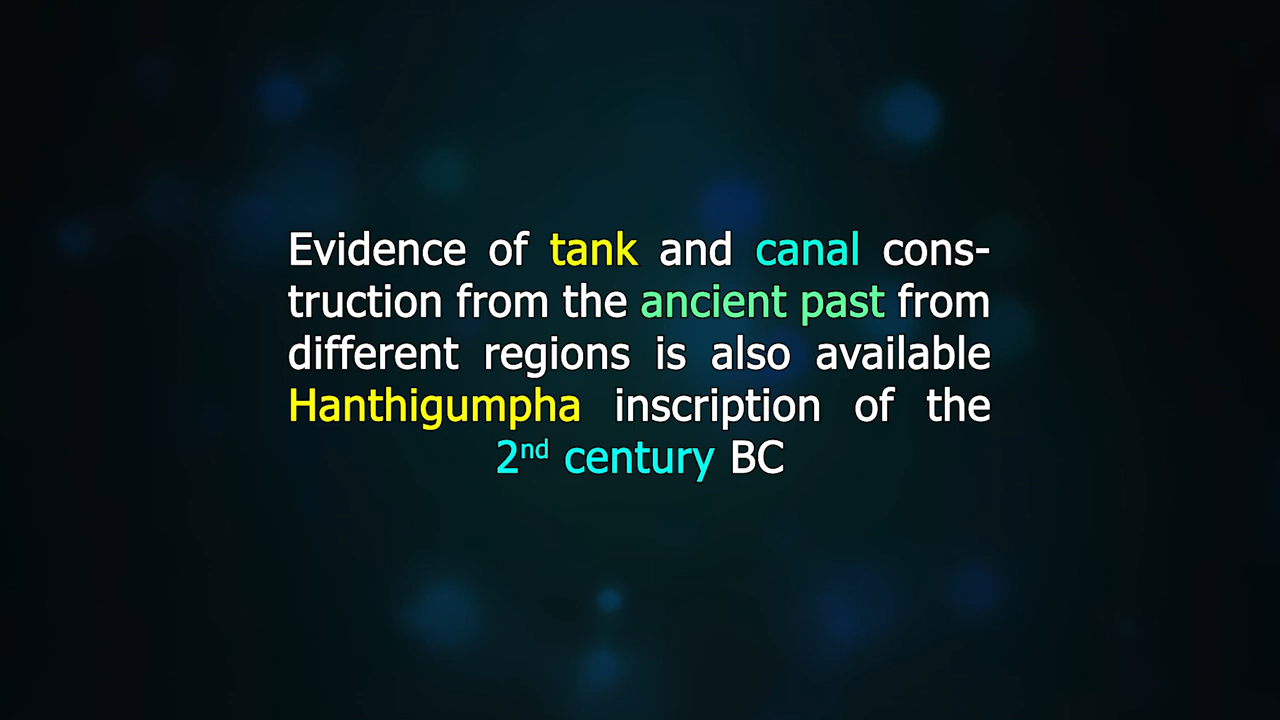 Evidence of tank and canal cons-
truction from the ancient past from
different regions is also available
Hanthigumpha inscription of the
2nd century BC